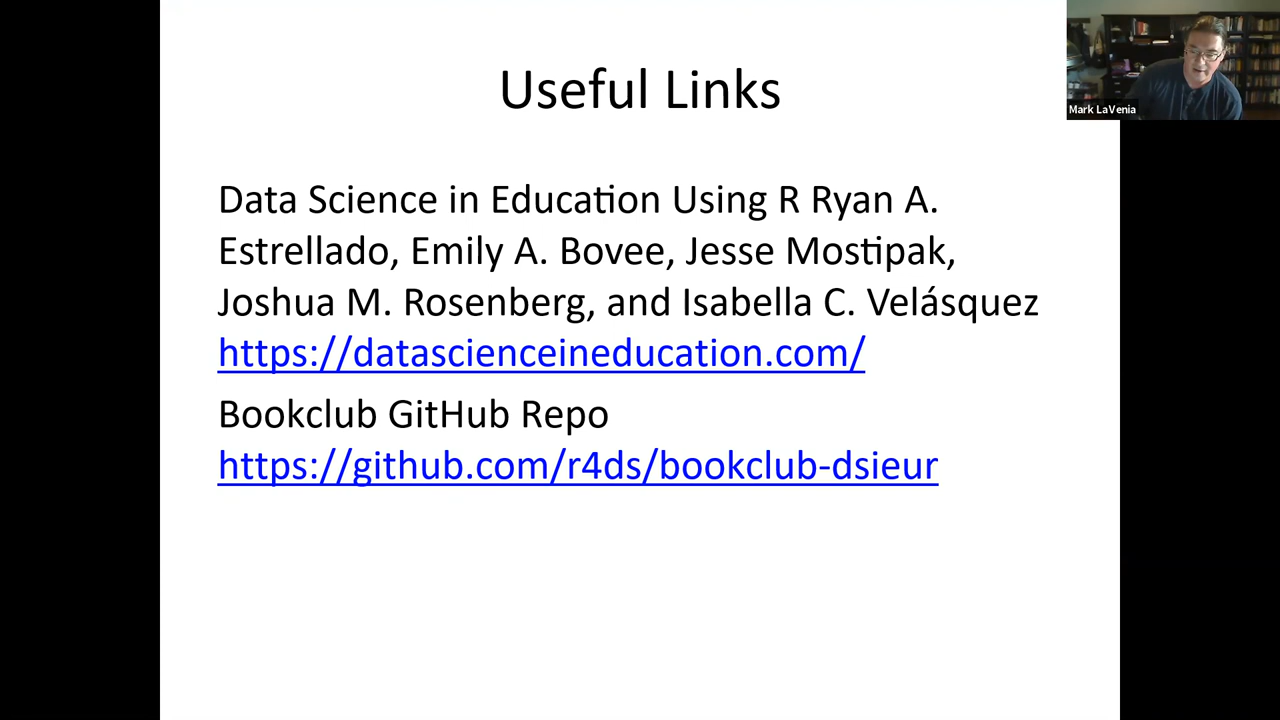 Useful Links
Mark LaVenia
Data Science in Education Using R Ryan A.
Estrellado, Emily A. Bovee, Jesse Mostipak,
Joshua M. Rosenberg, and Isabella C. Velásquez
https://datascienceineducation.com/
Bookclub GitHub Repo
https://github.com/r4ds/bookclub-dsieur